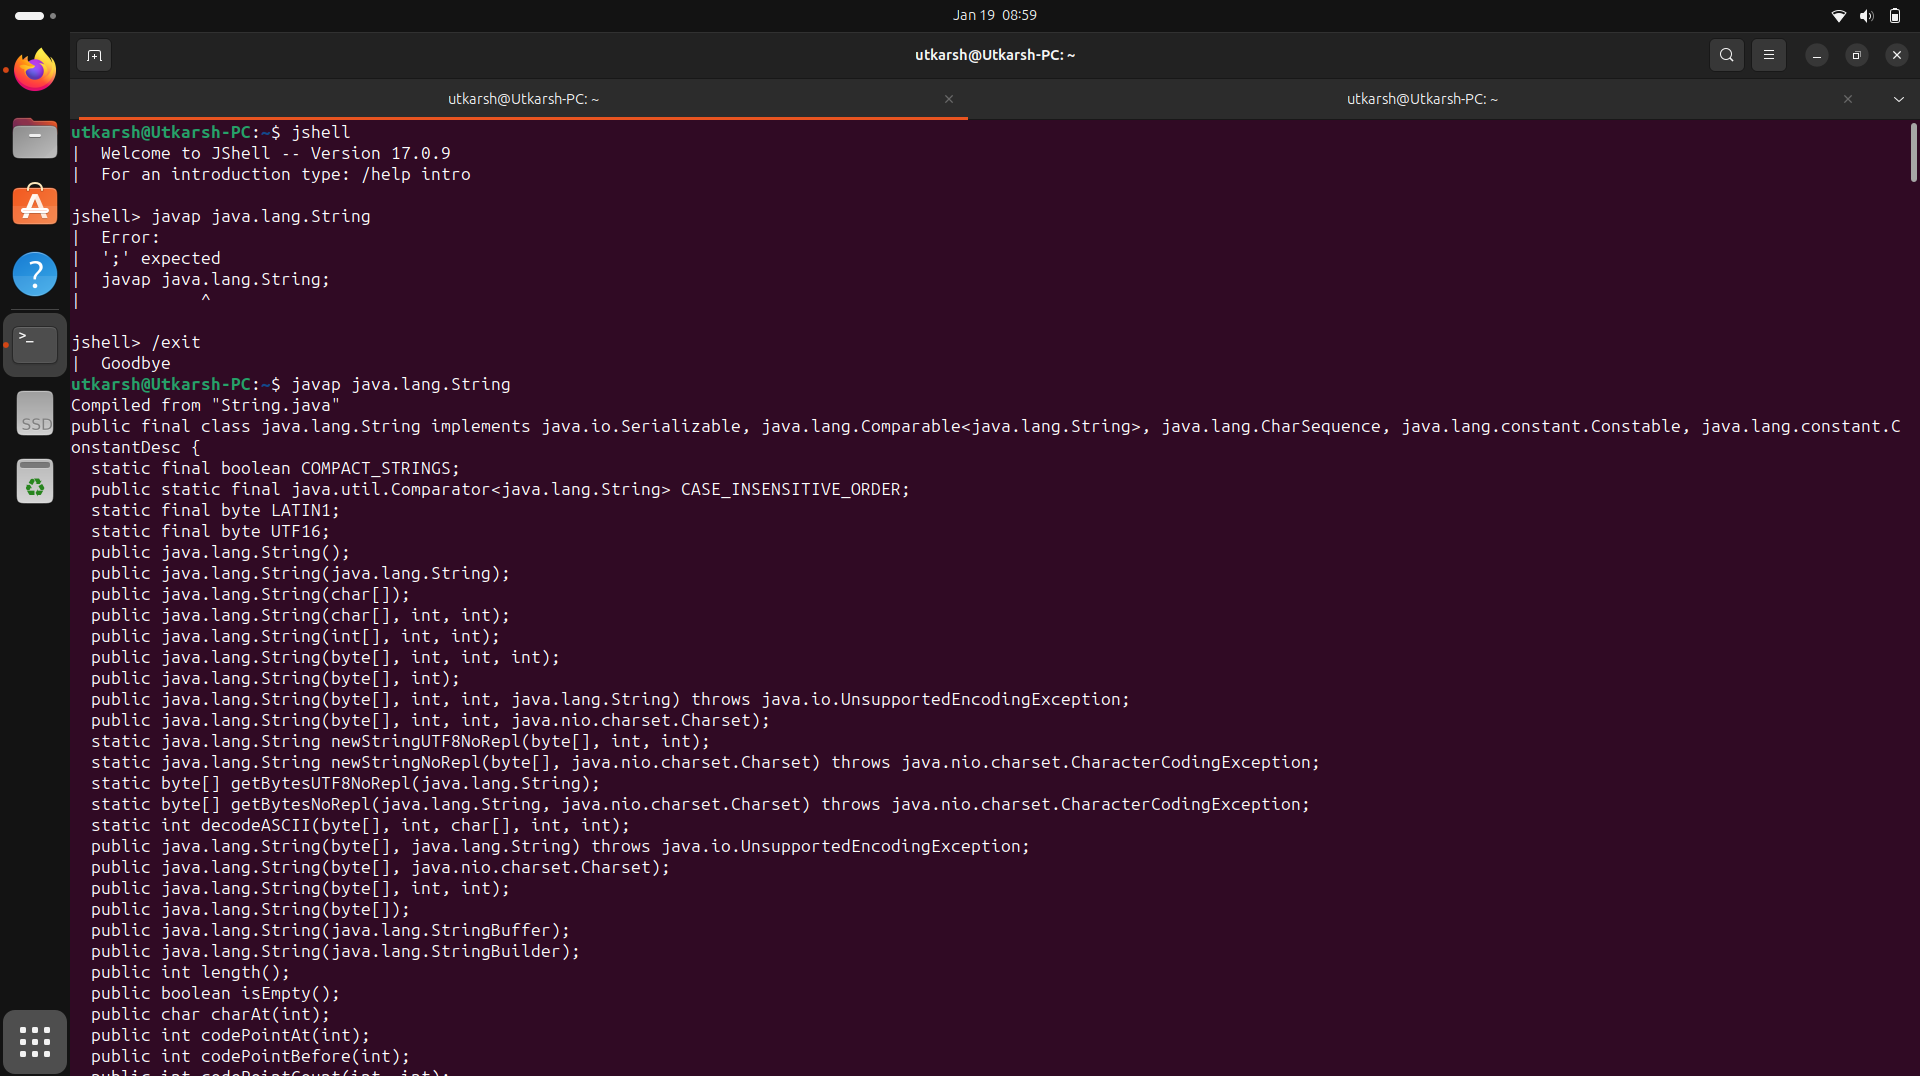 Jan 19 08:59
utkarsh@Utkarsh-PC: ~
utkarsh@Utkarsh-PC: ~
utkarsh@Utkarsh-PC: ~
utkarsh@Utkarsh-PC:~$ jshell
|  Welcome to JShell -- Version 17.0.9
|  For an introduction type: /help intro
jshell> javap java.lang.String
|  Error:
|  ';' expected
|  javap java.lang.String;
|            ^
jshell> /exit
|  Goodbye
utkarsh@Utkarsh-PC:~$ javap java.lang.String
Compiled from "String.java"
public final class java.lang.String implements java.io.Serializable, java.lang.Comparable<java.lang.String>, java.lang.CharSequence, java.lang.constant.Constable, java.lang.constant.C
onstantDesc {
  static final boolean COMPACT_STRINGS;
  public static final java.util.Comparator<java.lang.String> CASE_INSENSITIVE_ORDER;
  static final byte LATIN1;
  static final byte UTF16;
  public java.lang.String();
  public java.lang.String(java.lang.String);
  public java.lang.String(char[]);
  public java.lang.String(char[], int, int);
  public java.lang.String(int[], int, int);
  public java.lang.String(byte[], int, int, int);
  public java.lang.String(byte[], int);
  public java.lang.String(byte[], int, int, java.lang.String) throws java.io.UnsupportedEncodingException;
  public java.lang.String(byte[], int, int, java.nio.charset.Charset);
  static java.lang.String newStringUTF8NoRepl(byte[], int, int);
  static java.lang.String newStringNoRepl(byte[], java.nio.charset.Charset) throws java.nio.charset.CharacterCodingException;
  static byte[] getBytesUTF8NoRepl(java.lang.String);
  static byte[] getBytesNoRepl(java.lang.String, java.nio.charset.Charset) throws java.nio.charset.CharacterCodingException;
  static int decodeASCII(byte[], int, char[], int, int);
  public java.lang.String(byte[], java.lang.String) throws java.io.UnsupportedEncodingException;
  public java.lang.String(byte[], java.nio.charset.Charset);
  public java.lang.String(byte[], int, int);
  public java.lang.String(byte[]);
  public java.lang.String(java.lang.StringBuffer);
  public java.lang.String(java.lang.StringBuilder);
  public int length();
  public boolean isEmpty();
  public char charAt(int);
  public int codePointAt(int);
  public int codePointBefore(int);
  public int codePointCount(int, int);
SSD